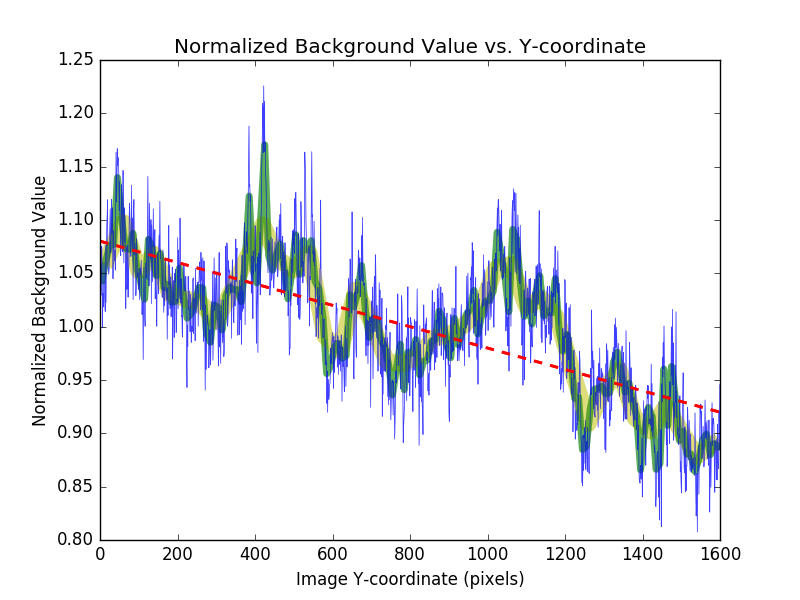 Normalized Background Value vs. Y-coordinate
1.25
1.20
1.15
1.10
1.05
1.00
0.95
0.90
0.85
0.80
Normalized Background Value
0 200 400 600 800 1000 1200 1400 1600
Image Y-coordinate (pixels)